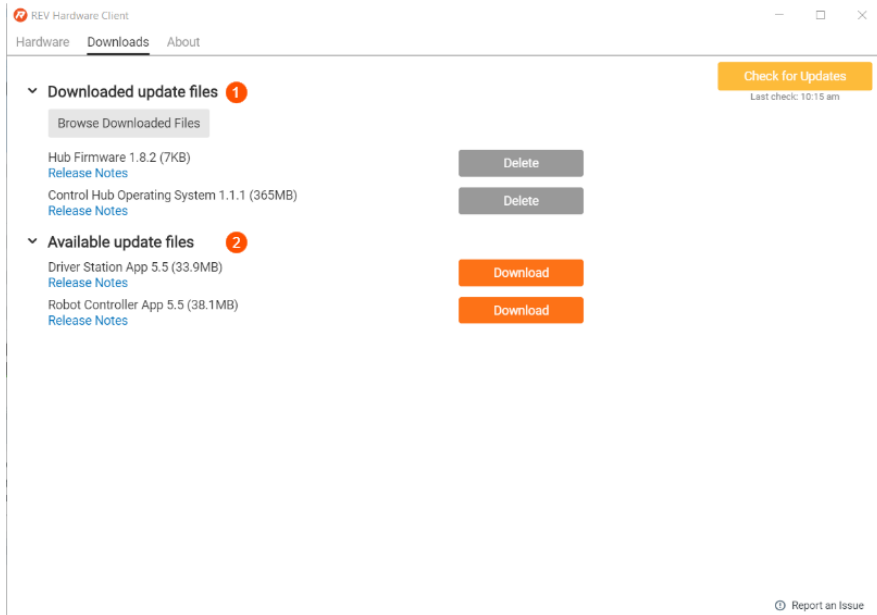 REV Hardware Client
Hardware Downloads About
Check for Updates
Last check: 10:15 am
Downloaded update files 1
Browse Downloaded Files
Hub Firmware 1.8.2 (7KB)
Delete
Release Notes
Control Hub Operating System 1.1.1 (365MB)
Delete
Release Notes
Available update files 2
Driver Station App 5.5 (33.9MB)
Download
Release Notes
Robot Controller App 5.5 (38.1MB)
Download
Release Notes
Report an Issue